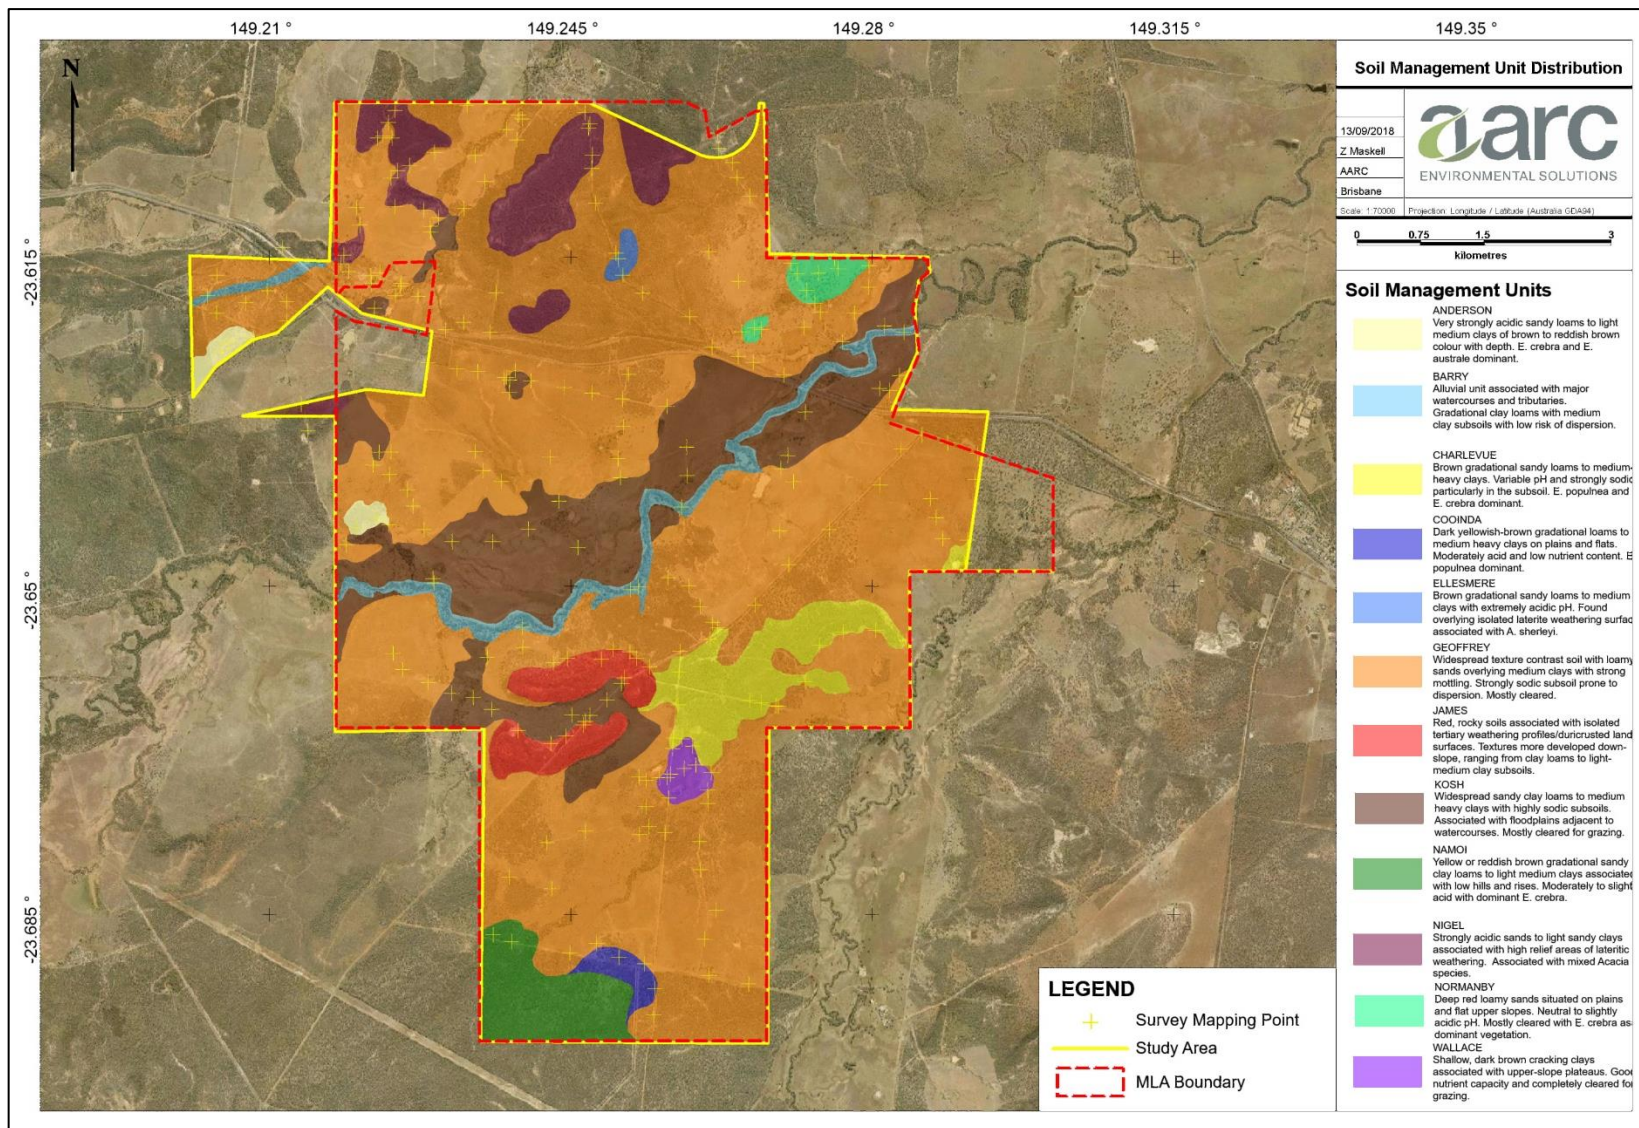 149.21 °
149.245 °
149.28 °
149.315 °
149.35 °
-23.615 °
-23.65 °
-23.685 °
N
Soil Management Unit Distribution
13/09/2018
Z Maskell
AARC
Brisbane
Scale: 1:70000
Projection: Longitude / Latitude (Australia GDA94)
aarc
ENVIRONMENTAL SOLUTIONS
0 0.75 1.5 3
kilometres
Soil Management Units
ANDERSON
Very strongly acidic sandy loams to light
medium clays of brown to reddish brown
colour with depth. E. crebra and E.
australe dominant.
BARRY
Alluvial unit associated with major
watercourses and tributaries.
Gradational clay loams with medium
clay subsoils with low risk of dispersion.
CHARLEVUE
Brown gradational sandy loams to medium-
heavy clays. Variable pH and strongly sodic
particularly in the subsoil. E. populnea and
E. crebra dominant.
COOINDA
Dark yellowish-brown gradational loams to
medium heavy clays on plains and flats.
Moderately acid and low nutrient content. E
populnea dominant.
ELLESMERE
Brown gradational sandy loams to medium
clays with extremely acidic pH. Found
overlying isolated laterite weathering surfac
associated with A. sherleyi.
GEOFFREY
Widespread texture contrast soil with loamy
sands overlying medium clays with strong
mottling. Strongly sodic subsoil prone to
dispersion. Mostly cleared.
JAMES
Red, rocky soils associated with isolated
tertiary weathering profiles/duricrusted land
surfaces. Textures more developed down-
slope, ranging from clay loams to light-
medium clay subsoils.
KOSH
Widespread sandy clay loams to medium
heavy clays with highly sodic subsoils.
Associated with floodplains adjacent to
watercourses. Mostly cleared for grazing.
NAMOI
Yellow or reddish brown gradational sandy
clay loams to light medium clays associated
with low hills and rises. Moderately to slight
acid with dominant E. crebra.
NIGEL
Strongly acidic sands to light sandy clays
associated with high relief areas of lateritic
weathering. Associated with mixed Acacia
species.
NORMANBY
Deep red loamy sands situated on plains
and flat upper slopes. Neutral to slightly
acidic pH. Mostly cleared with E. crebra as
dominant vegetation.
WALLACE
Shallow, dark brown cracking clays
associated with upper-slope plateaus. Good
nutrient capacity and completely cleared for
grazing.
LEGEND
Survey Mapping Point
Study Area
MLA Boundary